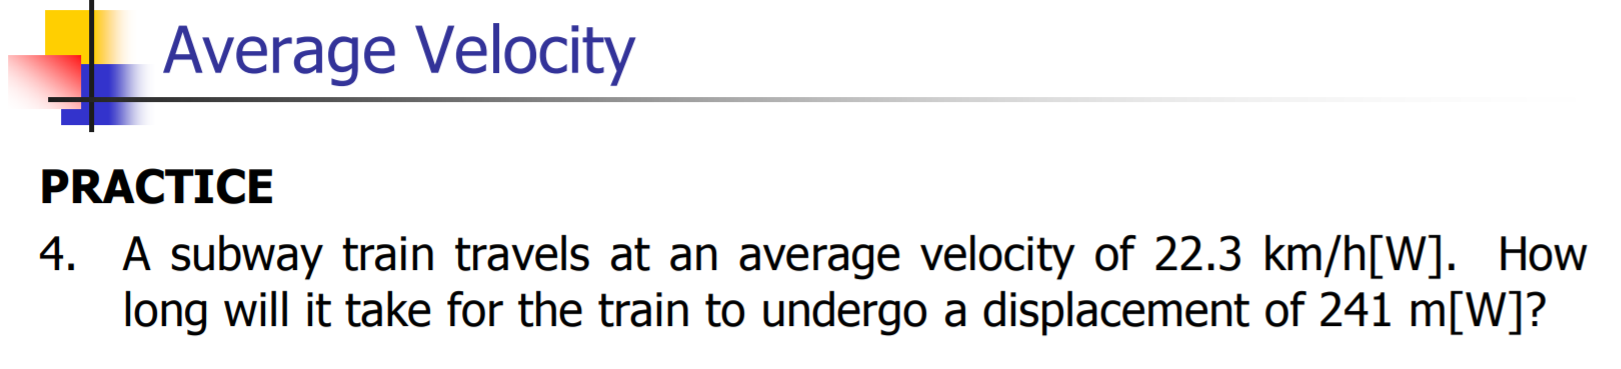 Average Velocity
PRACTICE
4. A subway train travels at an average velocity of 22.3 km/h[W]. How
long will it take for the train to undergo a displacement of 241 m[W]?